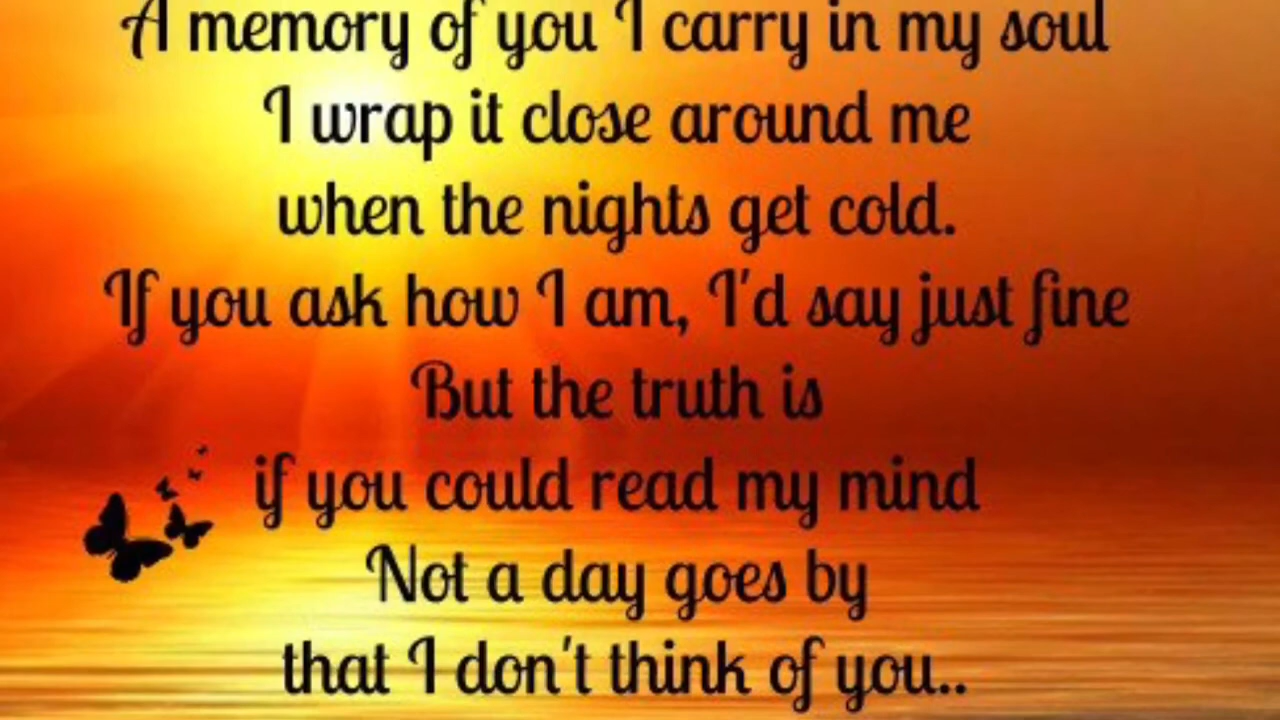 A memory of you I carry in my soul
I wrap it close around me
when the nights get cold.
If you ask how I am, I'd say just fine
But the truth is
if you could read my mind
Not a day goes by
that I don't think of you..